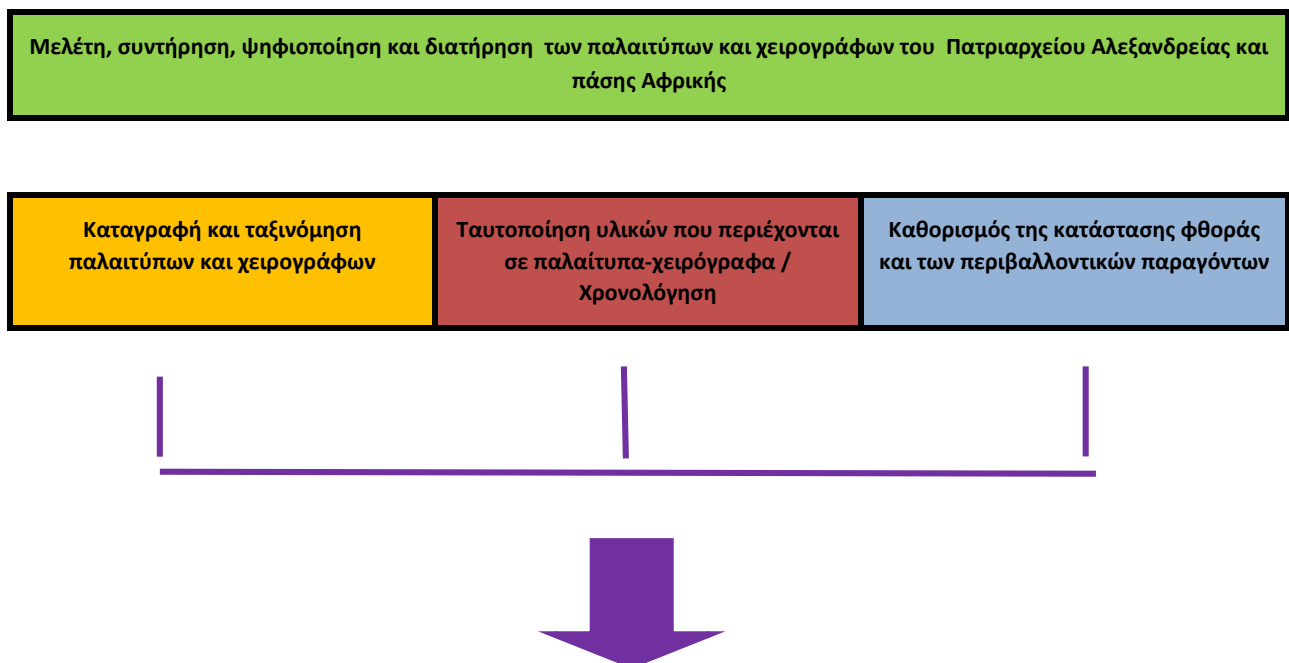 Μελέτη, συντήρηση, ψηφιοποίηση και διατήρηση των παλαιτύπων και χειρογράφων του Πατριαρχείου Αλεξανδρείας και
πάσης Αφρικής
Καταγραφή και ταξινόμηση
παλαιτύπων και χειρογράφων
Ταυτοποίηση υλικών που περιέχονται
σε παλαίτυπα-χειρόγραφα /
Χρονολόγηση
Καθορισμός της κατάστασης φθοράς
και των περιβαλλοντικών παραγόντων